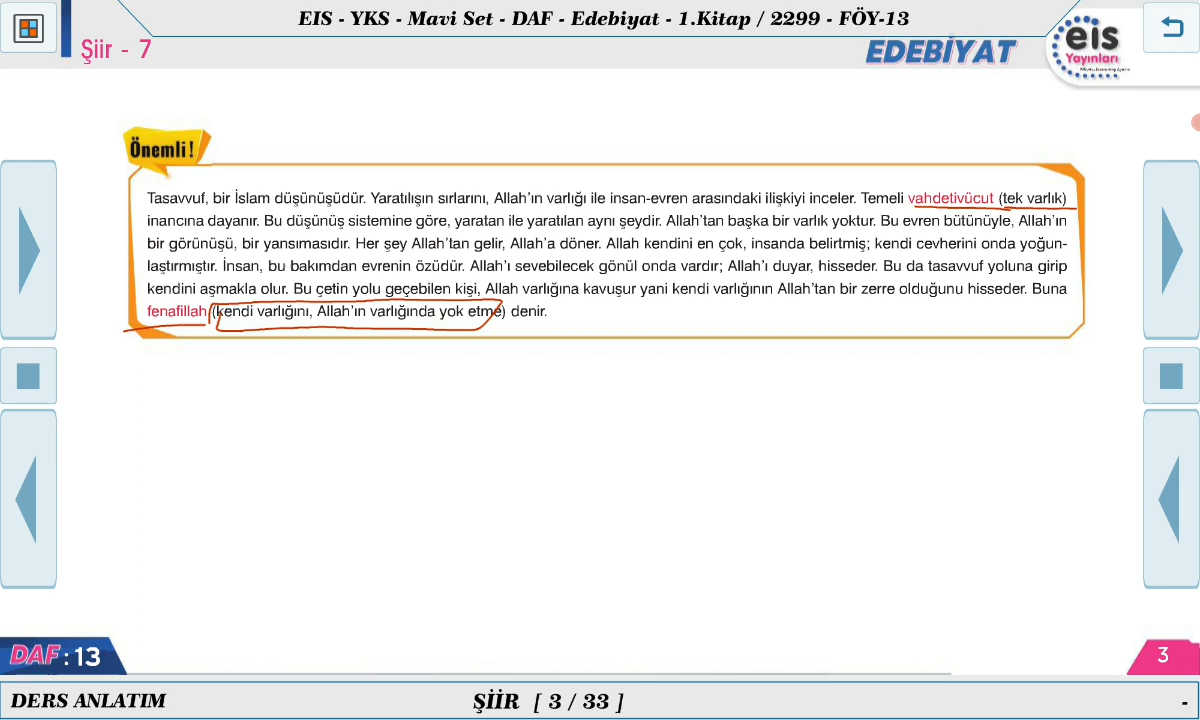 EIS - YKS - Mavi Set - DAF - Edebiyat - 1.Kitap / 2299 - FÖY-13
Şiir - 7
EDEBİYAT
eis
Yayınları
Önemli!
Tasavvuf, bir İslam düşünüşüdür. Yaratılışın sırlarını, Allah'ın varlığı ile insan-evren arasındaki ilişkiyi inceler. Temeli vahdetivücut (tek varlık)
inancına dayanır. Bu düşünüş sistemine göre, yaratan ile yaratılan aynı şeydir. Allah'tan başka bir varlık yoktur. Bu evren bütünüyle, Allah'ın
bir görünüşü, bir yansımasıdır. Her şey Allah'tan gelir, Allah'a döner. Allah kendini en çok, insanda belirtmiş; kendi cevherini onda yoğun-
laştırmıştır. İnsan, bu bakımdan evrenin özüdür. Allah'ı sevebilecek gönül onda vardır; Allah'ı duyar, hisseder. Bu da tasavvuf yoluna girip
kendini aşmakla olur. Bu çetin yolu geçebilen kişi, Allah varlığına kavuşur yani kendi varlığının Allah'tan bir zerre olduğunu hisseder. Buna
fenafillah (kendi varlığını, Allah'ın varlığında yok etme) denir.
DAF : 13
3
DERS ANLATIM
ŞİİR [ 3 / 33 ]
-